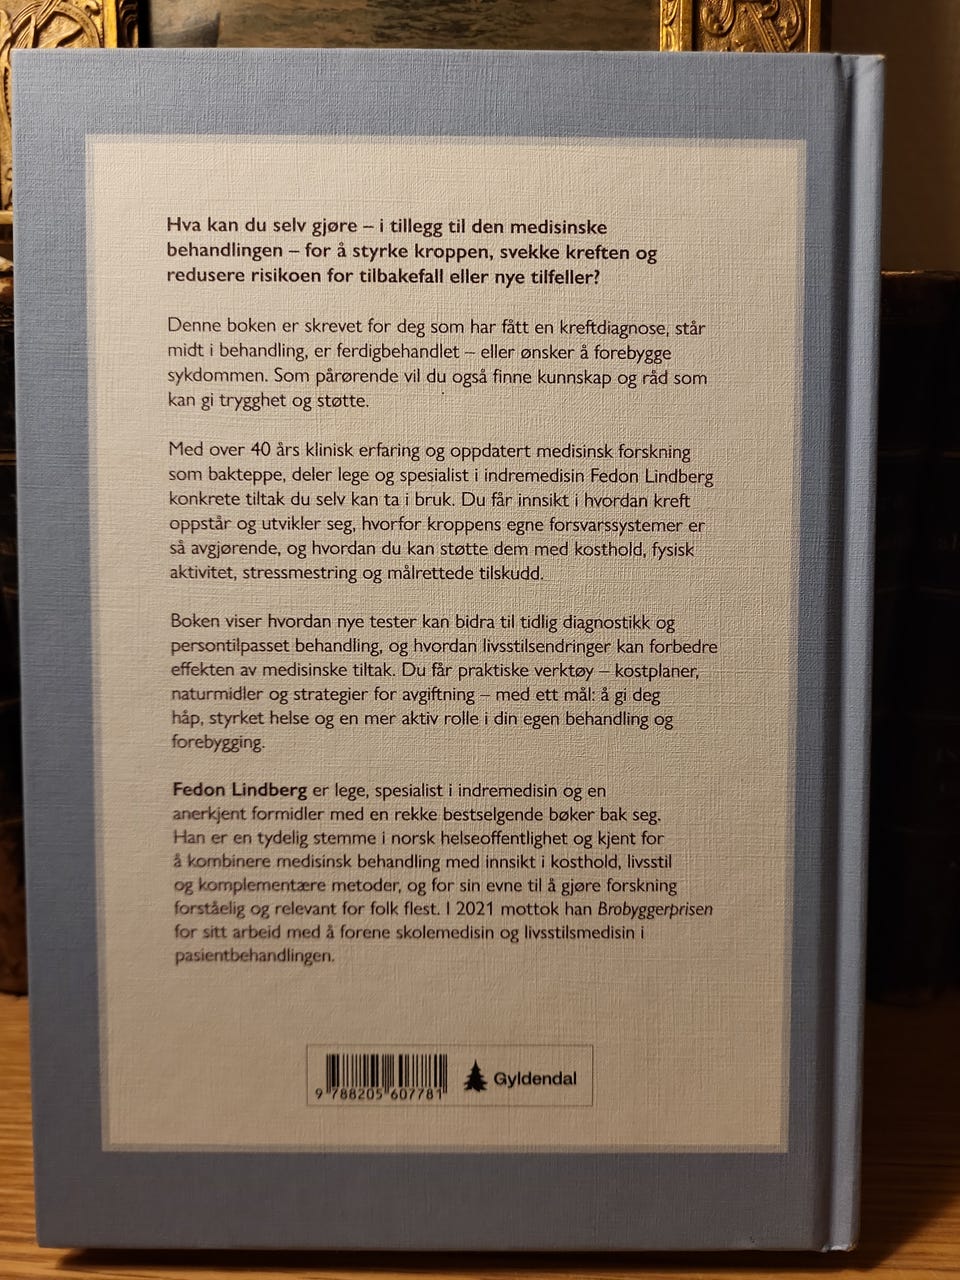 Hva kan du selv gjøre – i tillegg til den medisinske
behandlingen – for å styrke kroppen, svekke kreften og
redusere risikoen for tilbakefall eller nye tilfeller?
Denne boken er skrevet for deg som har fått en kreftdiagnose, står
midt i behandling, er ferdigbehandlet – eller ønsker å forebygge
sykdommen. Som pårørende vil du også finne kunnskap og råd som
kan gi trygghet og støtte.
Med over 40 års klinisk erfaring og oppdatert medisinsk forskning
som bakteppe, deler lege og spesialist i indremedisin Fedon Lindberg
konkrete tiltak du selv kan ta i bruk. Du får innsikt i hvordan kreft
oppstår og utvikler seg, hvorfor kroppens egne forsvarssystemer er
så avgjørende, og hvordan du kan støtte dem med kosthold, fysisk
aktivitet, stressmestring og målrettede tilskudd.
Boken viser hvordan nye tester kan bidra til tidlig diagnostikk og
persontilpasset behandling, og hvordan livsstilsendringer kan forbedre
effekten av medisinske tiltak. Du får praktiske verktøy – kostplaner,
naturmidler og strategier for avgiftning – med ett mål: å gi deg
håp, styrket helse og en mer aktiv rolle i din egen behandling og
forebygging.
Fedon Lindberg er lege, spesialist i indremedisin og en
anerkjent formidler med en rekke bestselgende bøker bak seg.
Han er en tydelig stemme i norsk helseoffentlighet og kjent for
å kombinere medisinsk behandling med innsikt i kosthold, livsstil
og komplementære metoder, og for sin evne til å gjøre forskning
forståelig og relevant for folk flest. I 2021 mottok han Brobyggerprisen
for sitt arbeid med å forene skolemedisin og livsstilsmedisin i
pasientbehandlingen.
9 788205 607781
Gyldendal